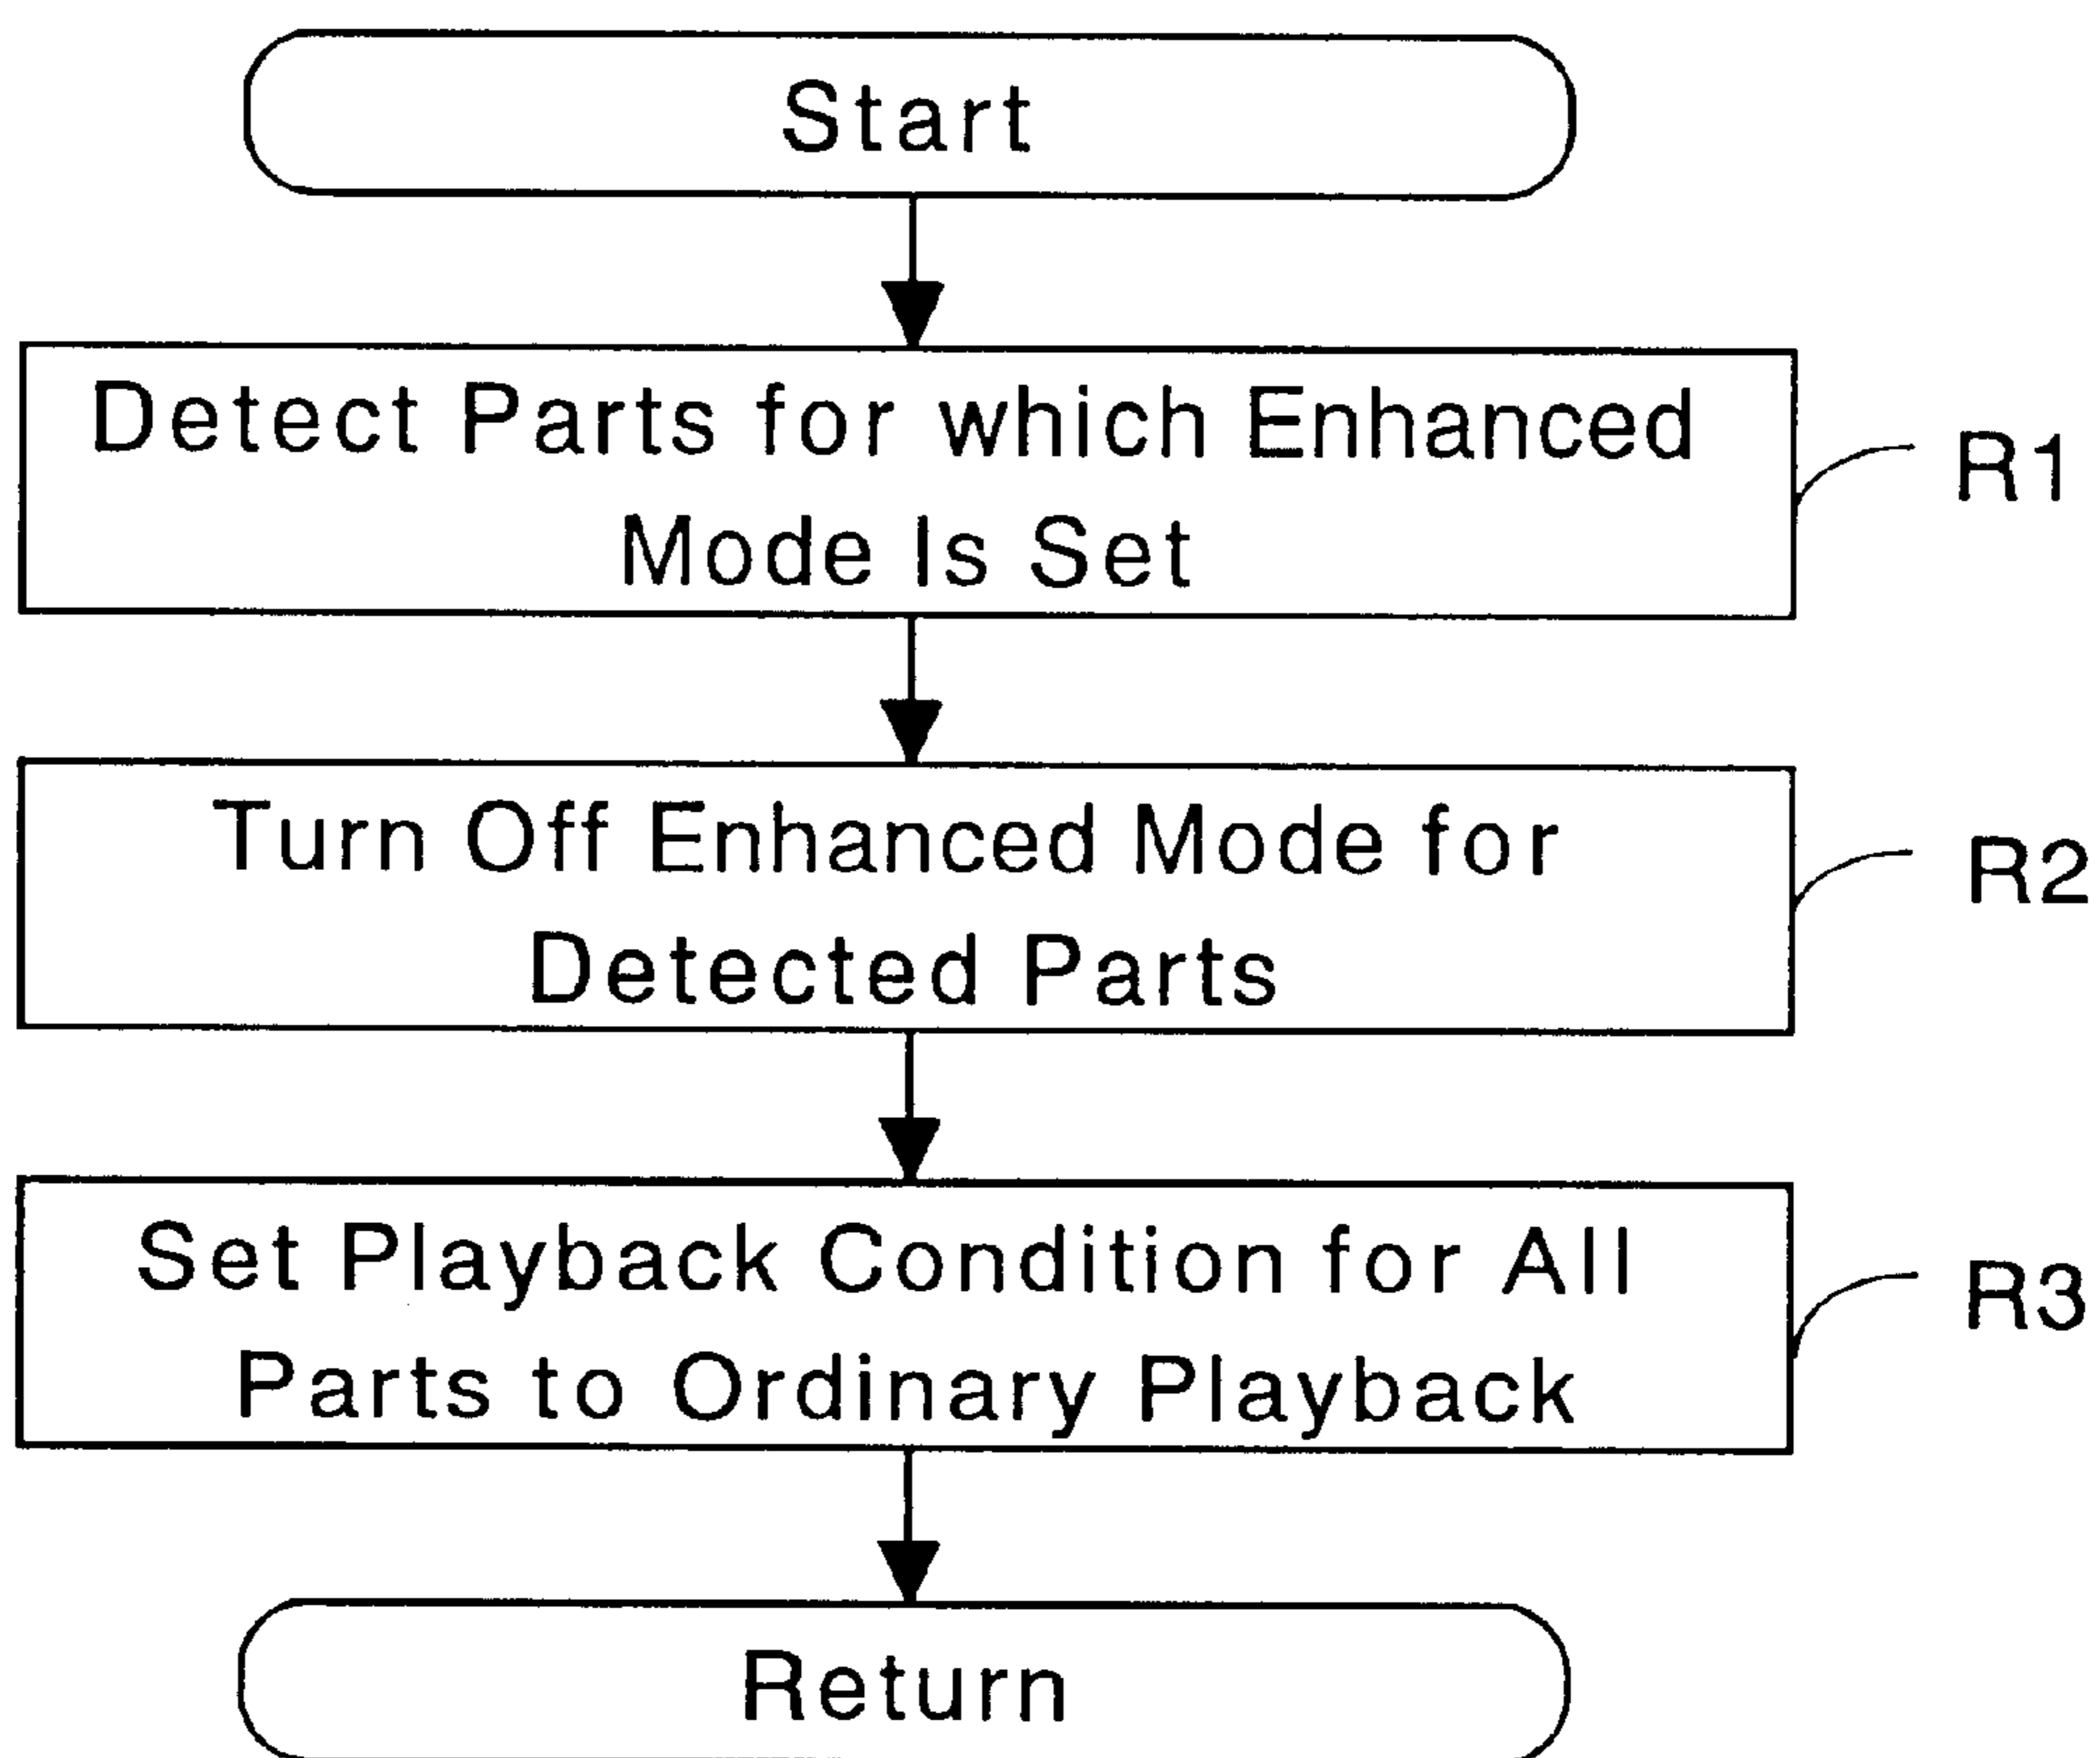 Start
Detect Parts for which Enhanced
Mode Is Set
R1
Turn Off Enhanced Mode for
Detected Parts
R2
Set Playback Condition for All
Parts to Ordinary Playback
R3
Return